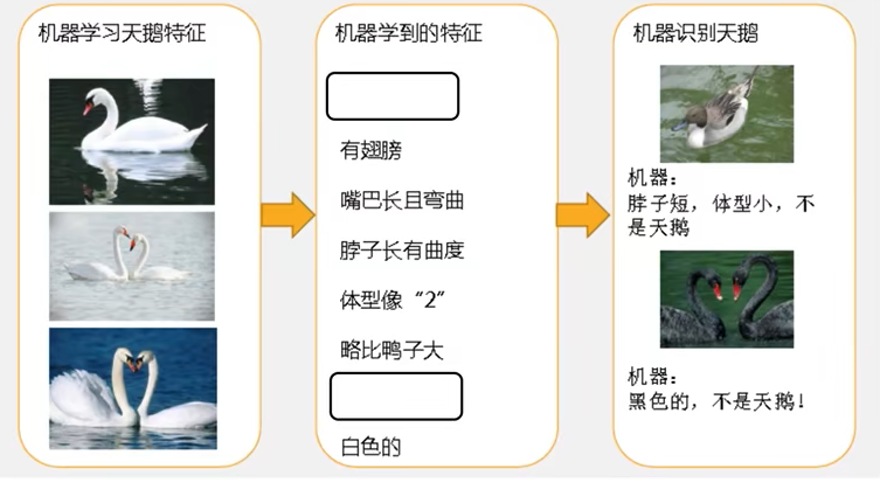 机器学习天鹅特征
机器学到的特征
有翅膀
嘴巴长且弯曲
脖子长有曲度
体型像“2”
略比鸭子大
白色的
机器识别天鹅
机器：
脖子短，体型小，不
是天鹅
机器：
黑色的，不是天鹅！